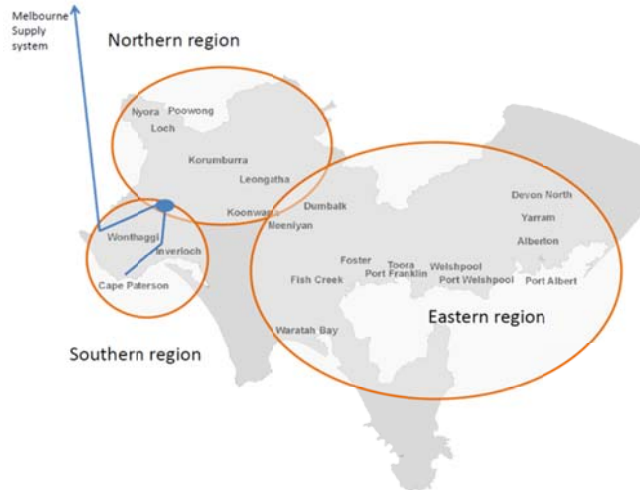 Melbourne
Supply
system
Northern region
Nyora
Poowong
Loch
Korumburra
Leongatha
Koonwarra
Dumbalk
Meeniyan
Devon North
Yarram
Alberton
Wonthaggi
Inverloch
Cape Paterson
Foster
Toora
Welshpool
Fish Creek
Port Franklin
Port Welshpool
Port Albert
Waratah Bay
Eastern region
Southern region